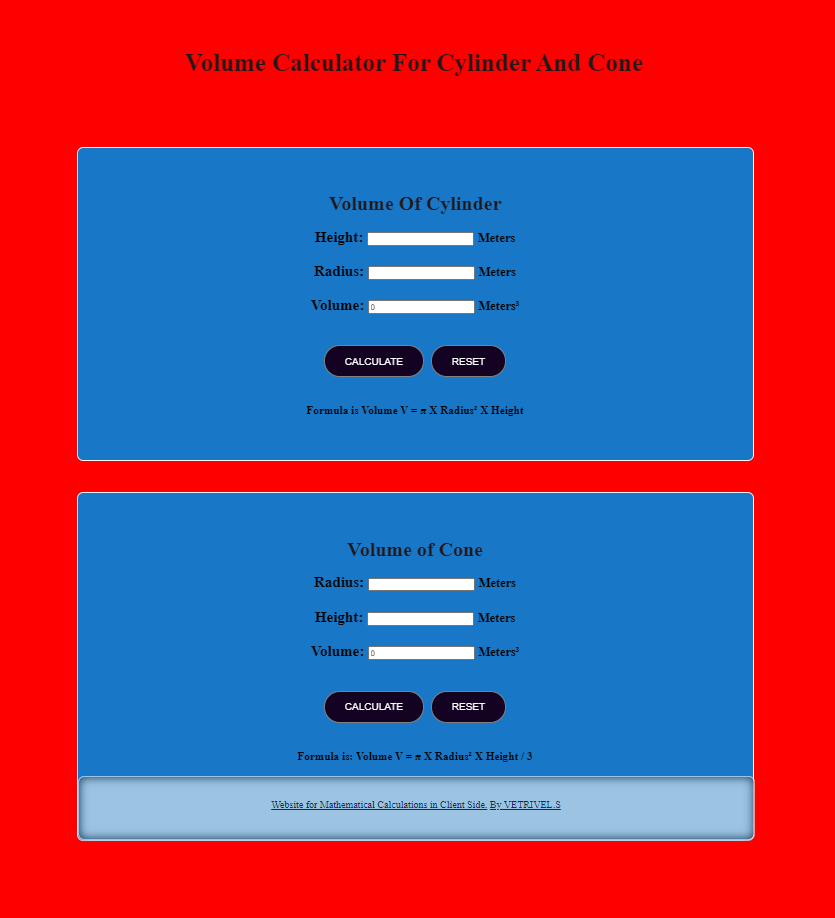 Volume Calculator For Cylinder And Cone
Volume Of Cylinder
Height: Meters
Radius: Meters
Volume: 0 Meters³
CALCULATE RESET
Formula is Volume V = π X Radius² X Height
Volume of Cone
Radius: Meters
Height: Meters
Volume: 0 Meters³
CALCULATE RESET
Formula is: Volume V = π X Radius² X Height / 3
Website for Mathematical Calculations in Client Side. By VETRIVEL.S